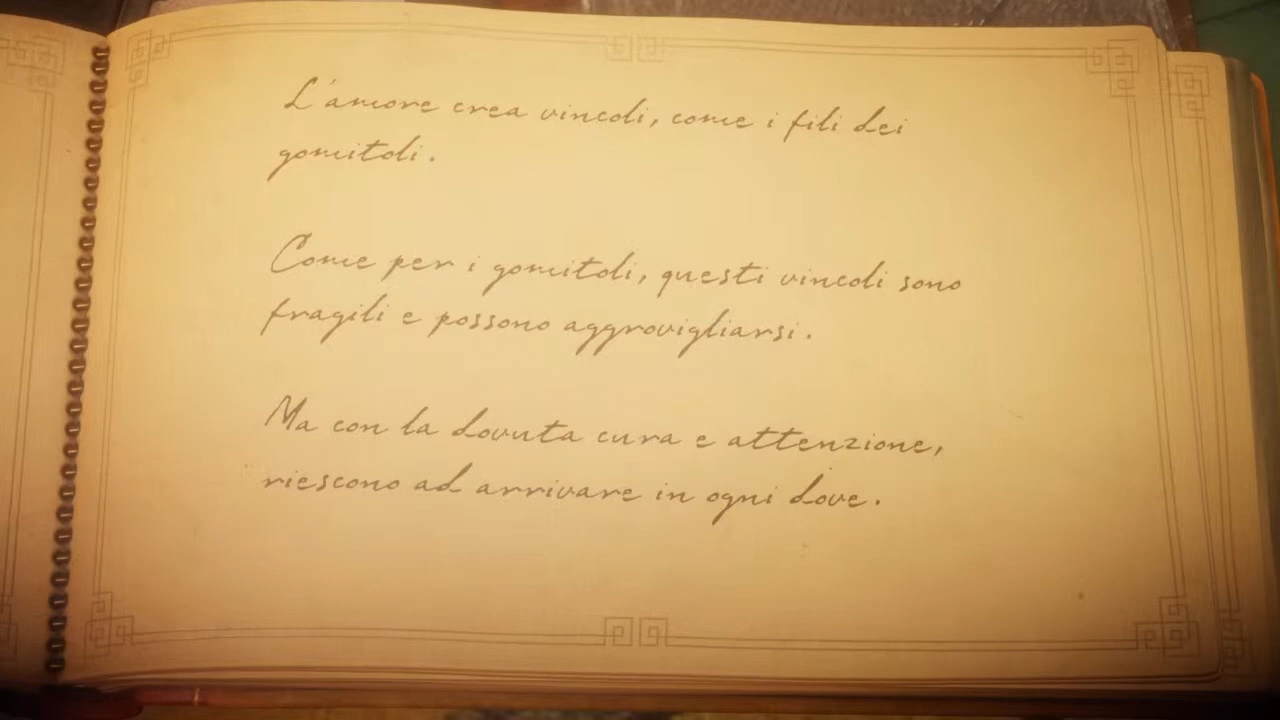 L'amore crea vincoli, come i fili dei
gomitoli.
Come per i gomitoli, questi vincoli sono
fragili e possono aggrovigliarsi.
Ma con la dovuta cura e attenzione,
riescono ad arrivare in ogni dove.